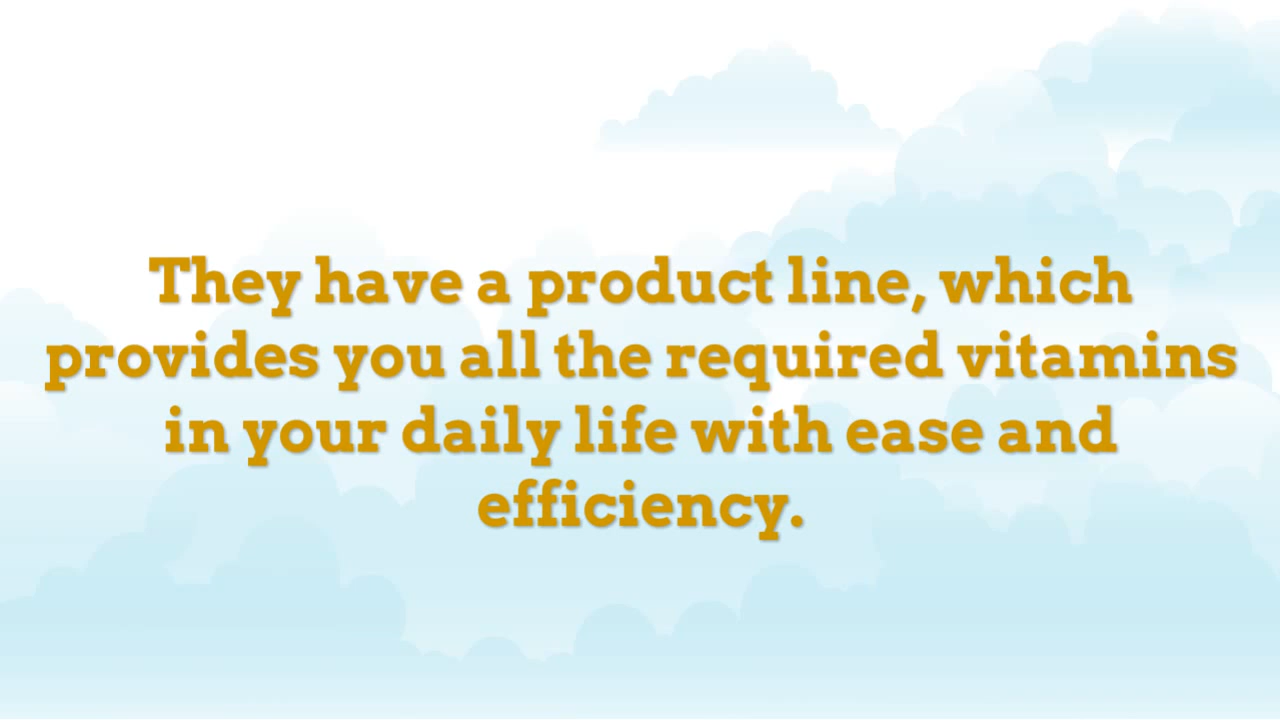 They have a product line, which
provides you all the required vitamins
in your daily life with ease and
efficiency.